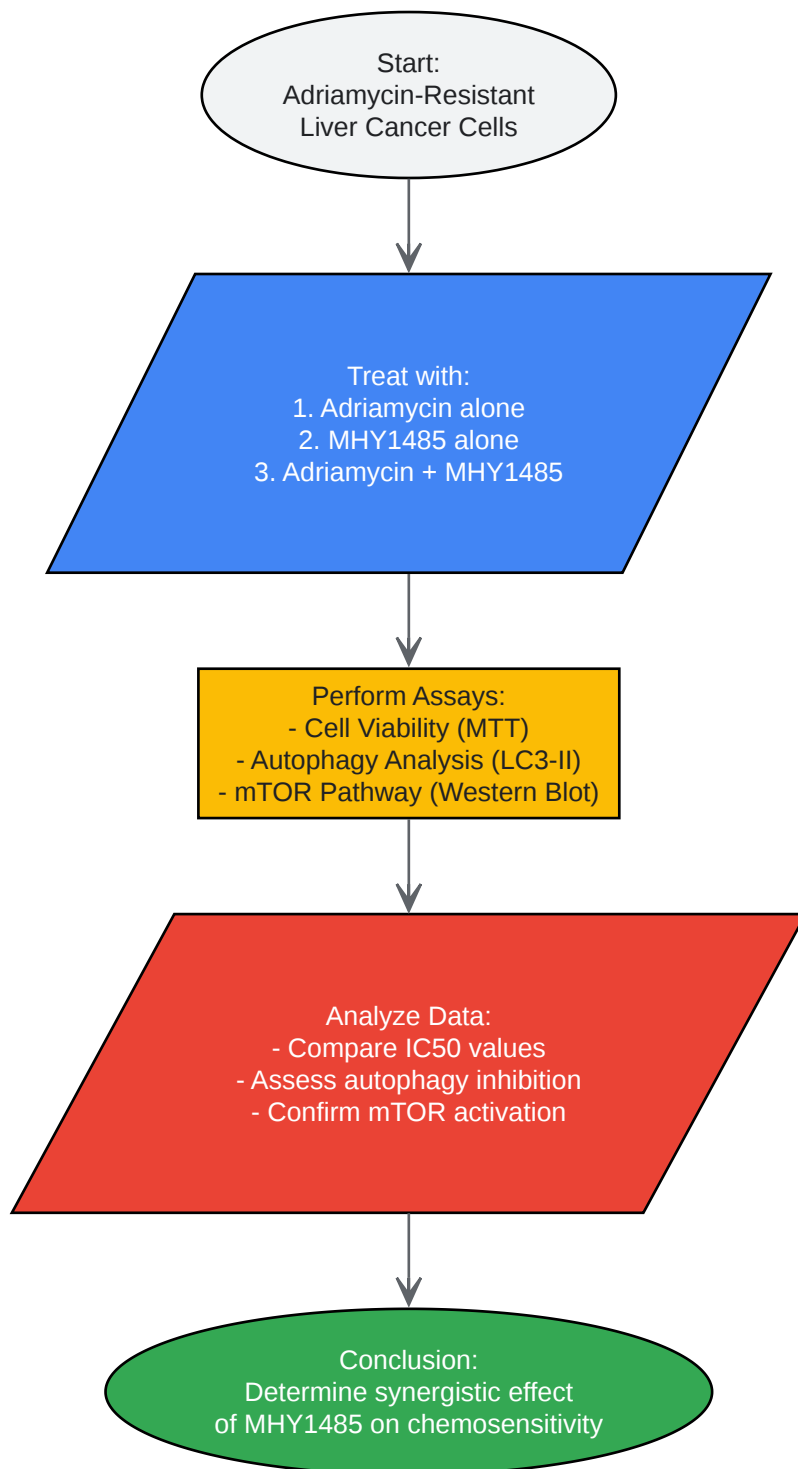 Start:
Adriamycin-Resistant
Liver Cancer Cells
Treat with:
1. Adriamycin alone
2. MHY1485 alone
3. Adriamycin + MHY1485
Perform Assays:
- Cell Viability (MTT)
- Autophagy Analysis (LC3-II)
- mTOR Pathway (Western Blot)
Analyze Data:
- Compare IC50 values
- Assess autophagy inhibition
- Confirm mTOR activation
Conclusion:
Determine synergistic effect
of MHY1485 on chemosensitivity